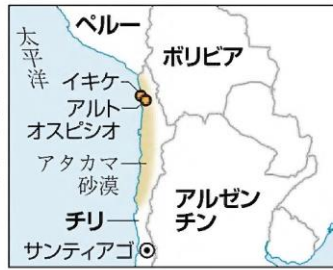 ペルー
太平洋
ボリビア
イキケ
アルト
オスピシオ
アタカマ
砂漠
アルゼン
チン
チリ
サンティアゴ